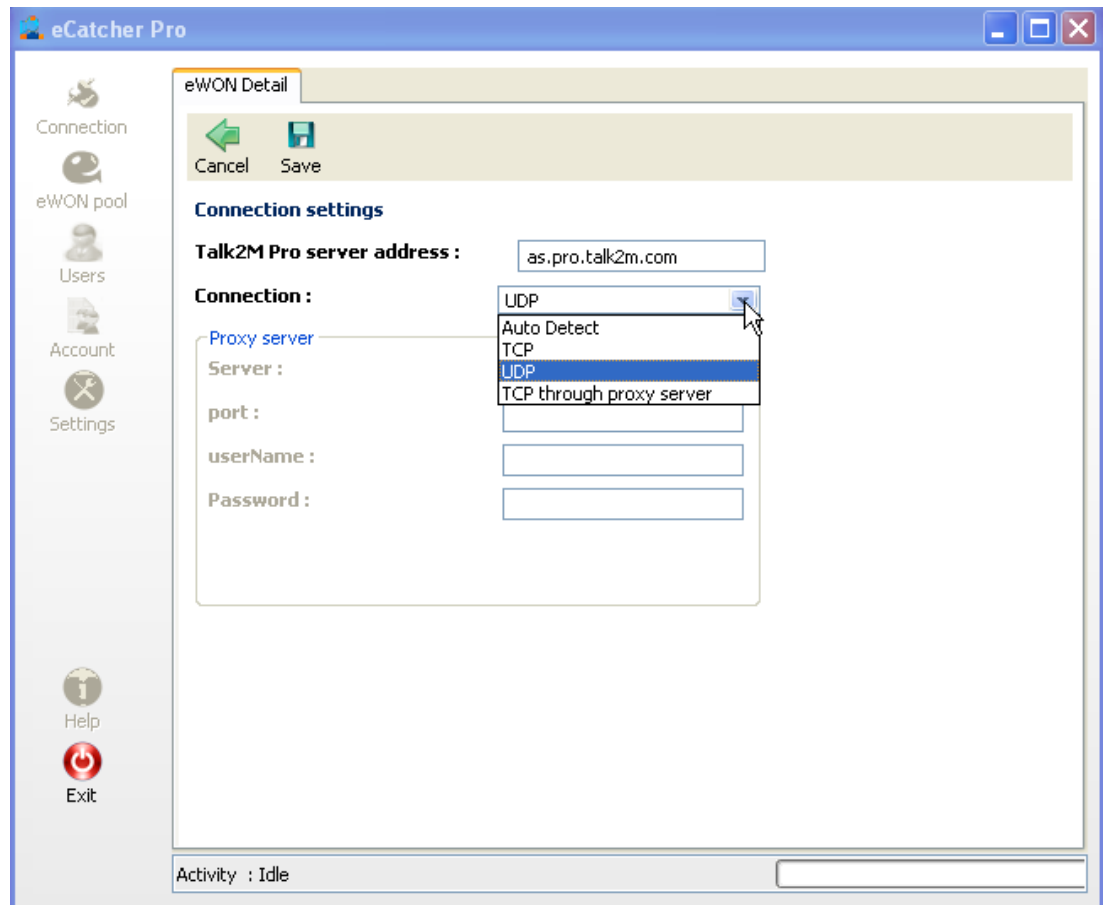 eCatcher Pro
Connection
eWON pool
Users
Account
Settings
Help
Exit
eWON Detail
Cancel Save
Connection settings
Talk2M Pro server address : as.pro.talk2m.com
Connection : UDP
Auto Detect
TCP
UDP
TCP through proxy server
Proxy server
Server :
port :
userName :
Password :
Activity : Idle